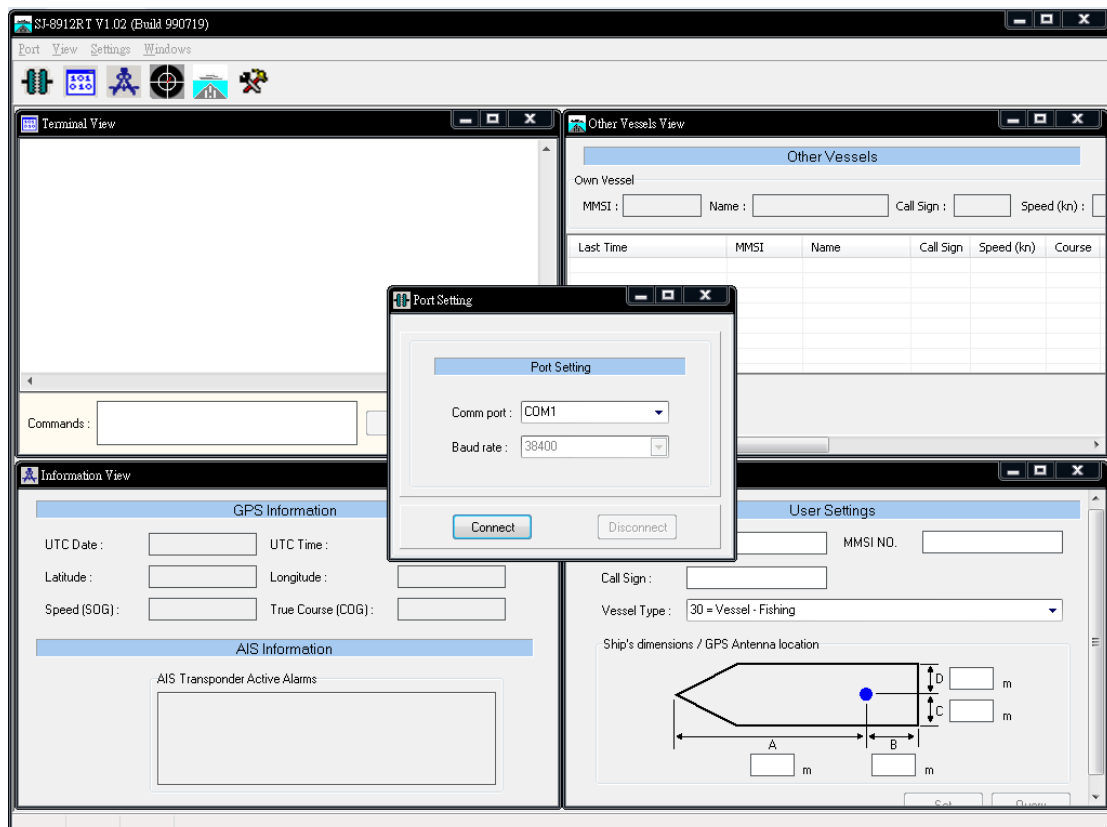 SJ-8912RT V1.02 (Build 990719)
Port View Settings Windows
Terminal View
Commands :
Other Vessels View
Other Vessels
Own Vessel
MMSI : Name : Call Sign : Speed (kn) :
Last Time MMSI Name Call Sign Speed (kn) Course
Port Setting
Port Setting
Comm port : COM1
Baud rate : 38400
Connect Disconnect
Information View
GPS Information
UTC Date : UTC Time :
Latitude : Longitude :
Speed (SOG) : True Course (COG) :
AIS Information
AIS Transponder Active Alarms
User Settings
MMSI NO.
Call Sign :
Vessel Type : 30 = Vessel - Fishing
Ship's dimensions / GPS Antenna location
D m
C m
A B
m m
Set Query